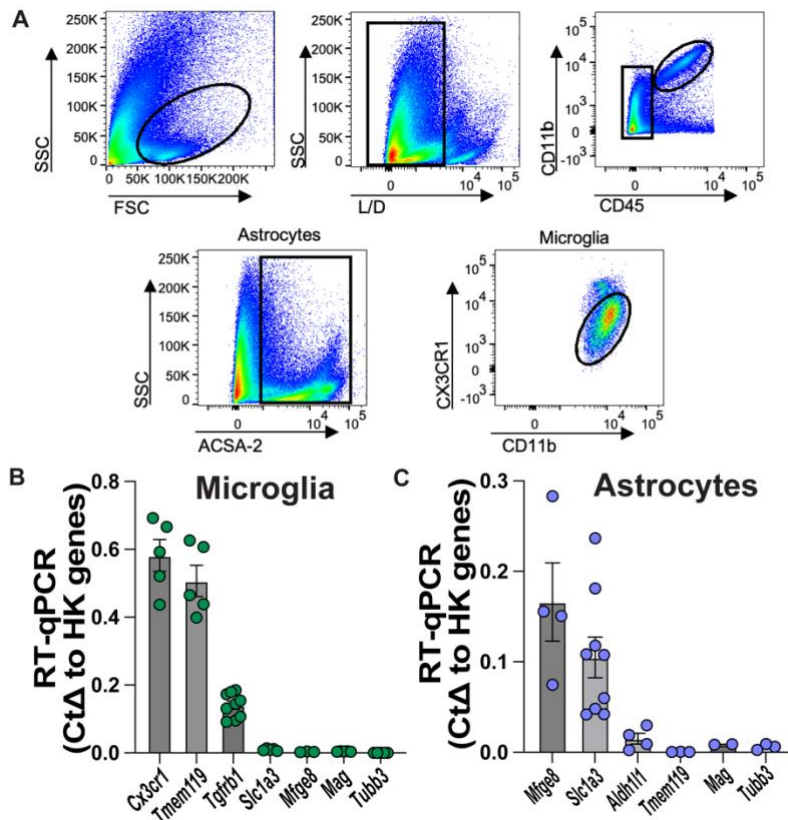 A
250K
200K
150K
100K
50K
0
SSC
0 50K 100K150K200K
FSC
250K
200K
150K
100K
50K
0
SSC
0 10^4 10^5
L/D
10^5
10^4
10^3
0
-10^3
CD11b
0 10^4 10^5
CD45
Astrocytes
250K
200K
150K
100K
50K
0
SSC
0 10^4 10^5
ACSA-2
Microglia
10^5
10^4
10^3
0
-10^3
CX3CR1
0 10^4 10^5
CD11b
B
Microglia
RT-qPCR
(CtΔ to HK genes)
0.8
0.6
0.4
0.2
0.0
Cx3cr1
Tmem119
Tgfrb1
Slc1a3
Mfge8
Mag
Tubb3
C
Astrocytes
RT-qPCR
(CtΔ to HK genes)
0.3
0.2
0.1
0.0
Mfge8
Slc1a3
Aldh1l1
Tmem119
Mag
Tubb3